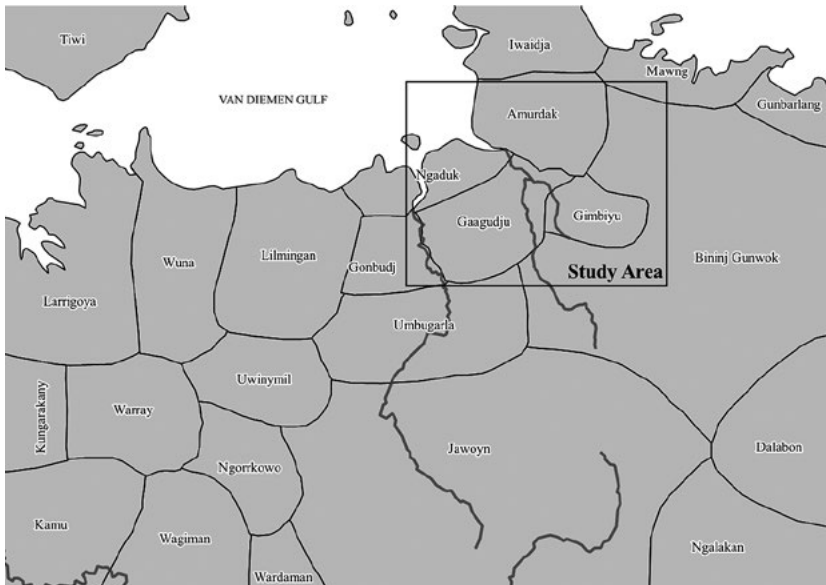 Tiwi
Iwaidja
Mawng
VAN DIEMEN GULF
Gunbarlang
Amurdak
Ngaduk
Gaagudju
Gimbiyu
Wuna
Lilmingan
Gonbudj
Study Area
Bininj Gunwok
Larrigoya
Umbugarla
Uwinymil
Kungarakany
Warray
Jawoyn
Dalabon
Ngorrkowo
Kamu
Wagiman
Ngalakan
Wardaman